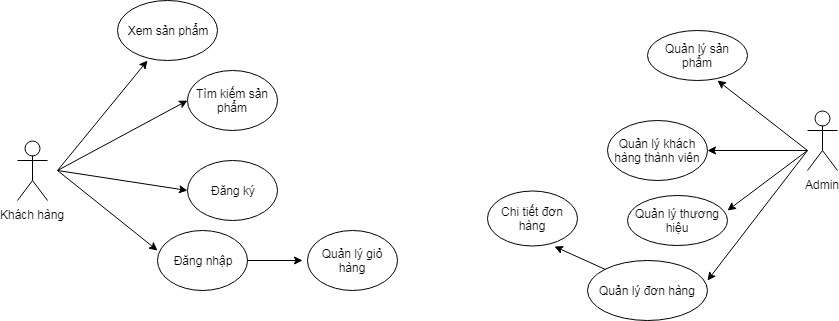 Xem sản phẩm
Tìm kiếm sản
phẩm
Đăng ký
Khách hàng
Đăng nhập
Quản lý giỏ
hàng
Quản lý sản
phẩm
Quản lý khách
hàng thành viên
Admin
Chi tiết đơn
hàng
Quản lý thương
hiệu
Quản lý đơn hàng